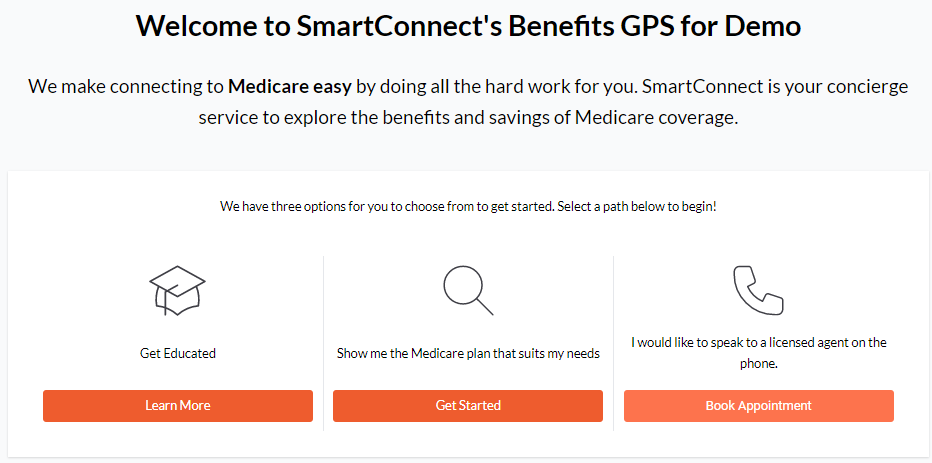 Welcome to SmartConnect's Benefits GPS for Demo
We make connecting to Medicare easy by doing all the hard work for you. SmartConnect is your concierge
service to explore the benefits and savings of Medicare coverage.
We have three options for you to choose from to get started. Select a path below to begin!
Get Educated
Learn More
Show me the Medicare plan that suits my needs
Get Started
I would like to speak to a licensed agent on the
phone.
Book Appointment